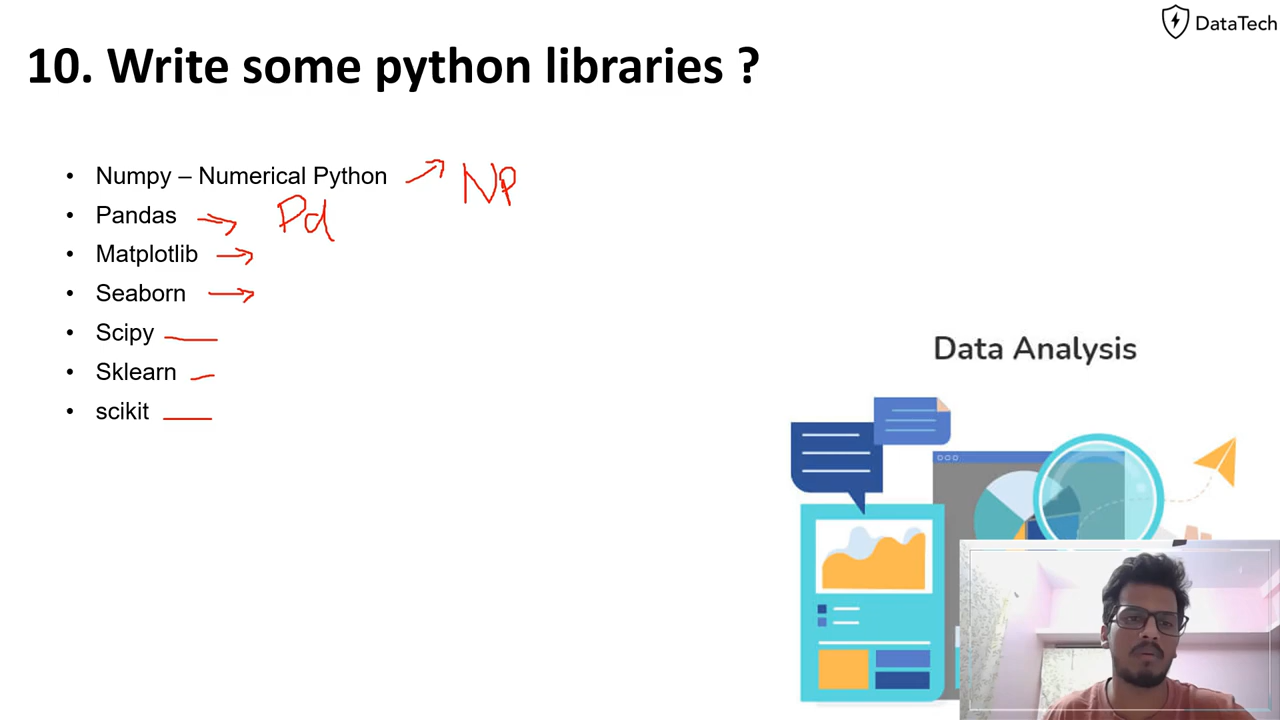 DataTech
10. Write some python libraries ?
• Numpy – Numerical Python NP
• Pandas Pd
• Matplotlib
• Seaborn
• Scipy
• Sklearn
• scikit
Data Analysis